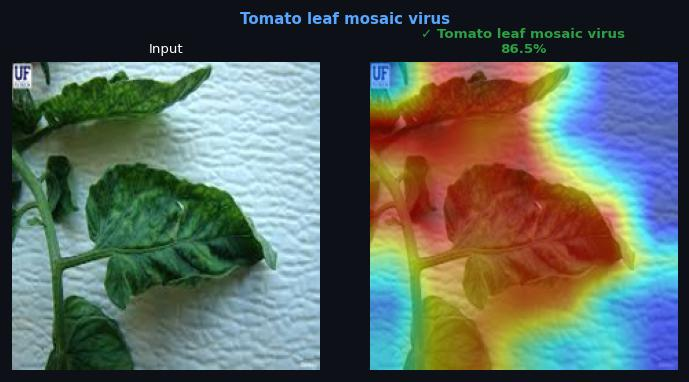 Tomato leaf mosaic virus
Input
✓ Tomato leaf mosaic virus
86.5%
UF
UF